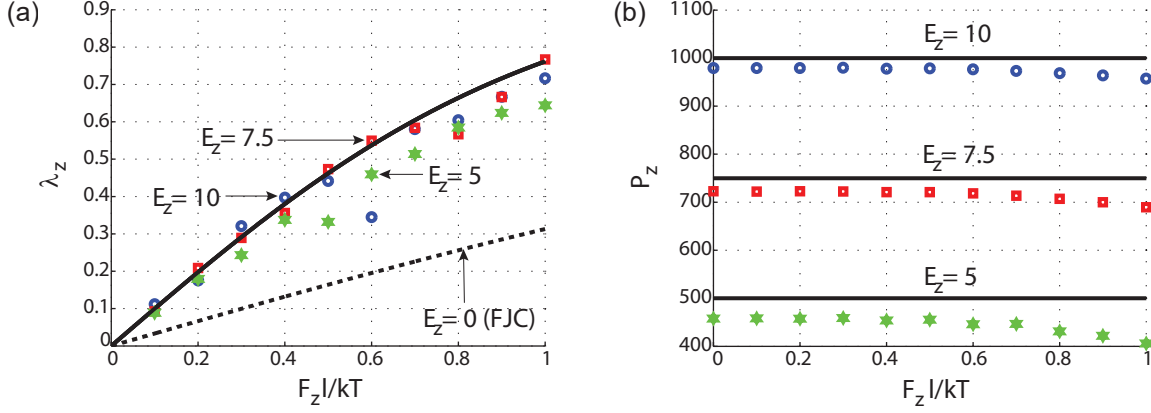 (a)
0.9
0.8
0.7
0.6
0.5
0.4
0.3
0.2
0.1
0
λz
Ez= 7.5
Ez= 10
Ez= 5
Ez= 0 (FJC)
0 0.2 0.4 0.6 0.8 1
Fzl/kT
(b)
1100
1000
900
800
700
600
500
400
Pz
Ez= 10
Ez= 7.5
Ez= 5
0 0.2 0.4 0.6 0.8 1
Fzl/kT